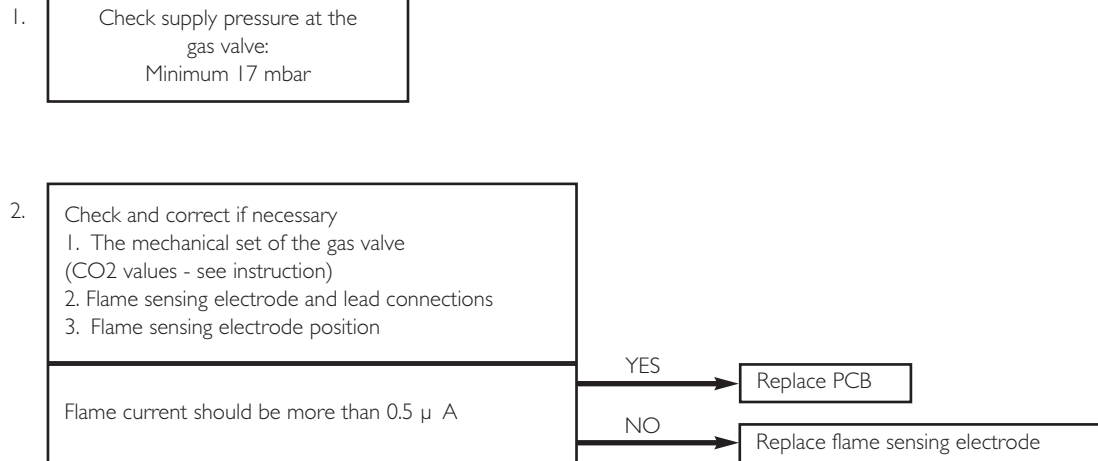 1. Check supply pressure at the
gas valve:
Minimum 17 mbar
2. Check and correct if necessary
1. The mechanical set of the gas valve
(CO2 values - see instruction)
2. Flame sensing electrode and lead connections
3. Flame sensing electrode position
YES
Replace PCB
Flame current should be more than 0.5 µ A
NO
Replace flame sensing electrode